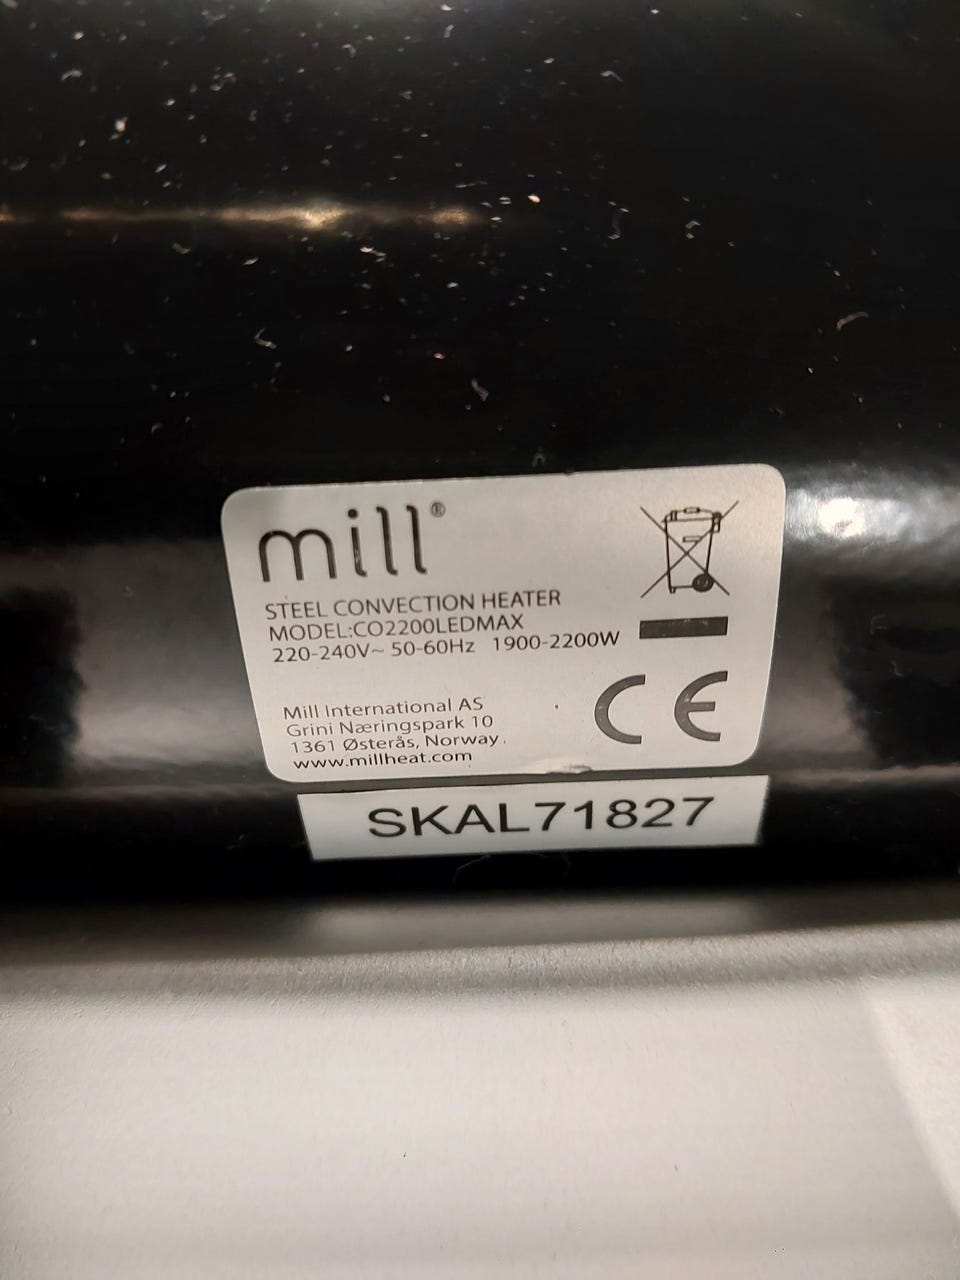 mill®
STEEL CONVECTION HEATER
MODEL:CO2200LEDMAX
220-240V~ 50-60Hz 1900-2200W
Mill International AS
Grini Næringspark 10
1361 Østerås, Norway
www.millheat.com
CE
SKAL71827